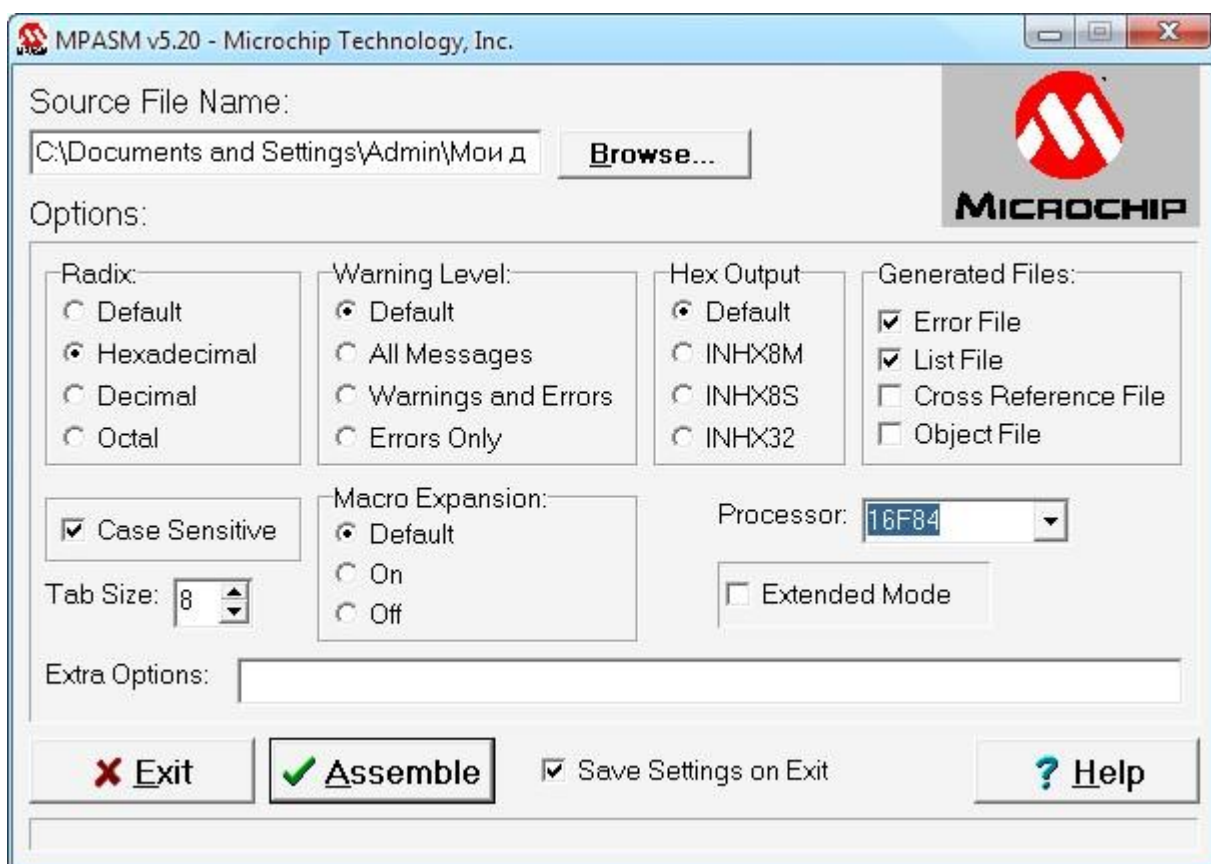 MPASM v5.20 - Microchip Technology, Inc.
Source File Name:
C:\Documents and Settings\Admin\Мои д
Browse...
MICROCHIP
Options:
Radix:
Default
Hexadecimal
Decimal
Octal
Warning Level:
Default
All Messages
Warnings and Errors
Errors Only
Hex Output
Default
INHX8M
INHX8S
INHX32
Generated Files:
Error File
List File
Cross Reference File
Object File
Case Sensitive
Tab Size: 8
Macro Expansion:
Default
On
Off
Processor: 16F84
Extended Mode
Extra Options:
Exit
Assemble
Save Settings on Exit
? Help